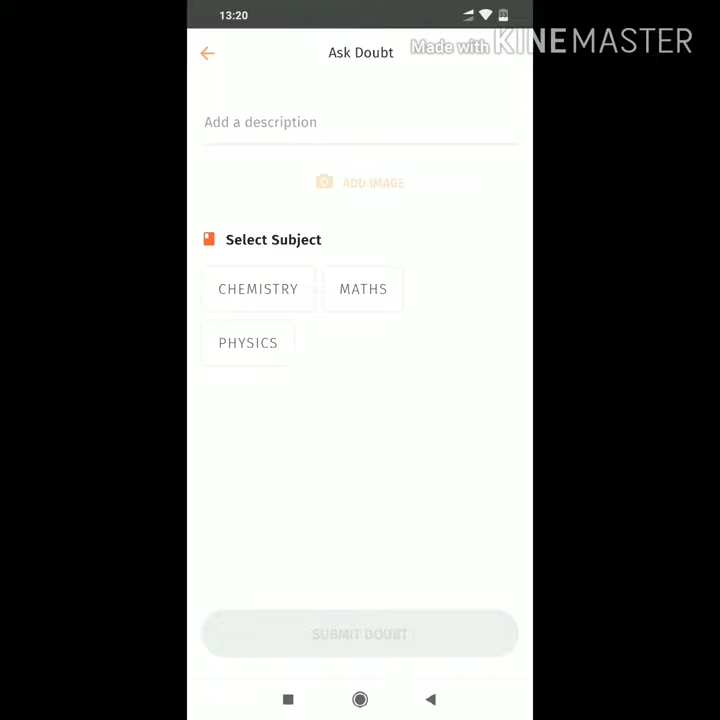 13:20
Ask Doubt
Made with KINEMASTER
Add a description
ADD IMAGE
Select Subject
CHEMISTRY MATHS
PHYSICS
SUBMIT DOUBT